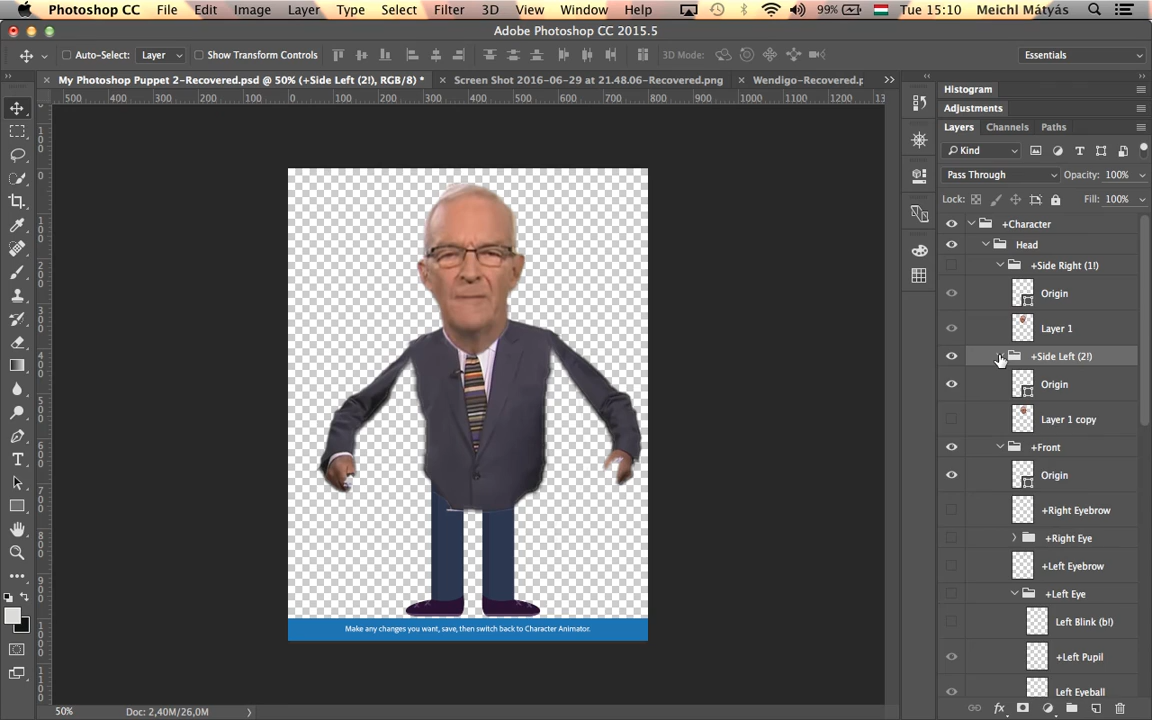 Photoshop CC File Edit Image Layer Type Select Filter 3D View Window Help 99% Tue 15:10 Meichl Mátyás
Adobe Photoshop CC 2015.5
Auto-Select: Layer Show Transform Controls 3D Mode: Essentials
My Photoshop Puppet 2-Recovered.psd @ 50% (+Side Left (2!), RGB/8) * Screen Shot 2016-06-29 at 21.48.06-Recovered.png Wendigo-Recovered.p
500 400 300 200 100 0 100 200 300 400 500 600 700 800 900 1000 1100 1200 13
Histogram
Adjustments
Layers Channels Paths
Kind
Pass Through Opacity: 100%
Lock: Fill: 100%
+Character
Head
+Side Right (1!)
Origin
Layer 1
+Side Left (2!)
Origin
Layer 1 copy
+Front
Origin
+Right Eyebrow
+Right Eye
+Left Eyebrow
+Left Eye
Left Blink (b!)
+Left Pupil
Left Eyeball
Make any changes you want, save, then switch back to Character Animator.
50% Doc: 2,40M/26,0M